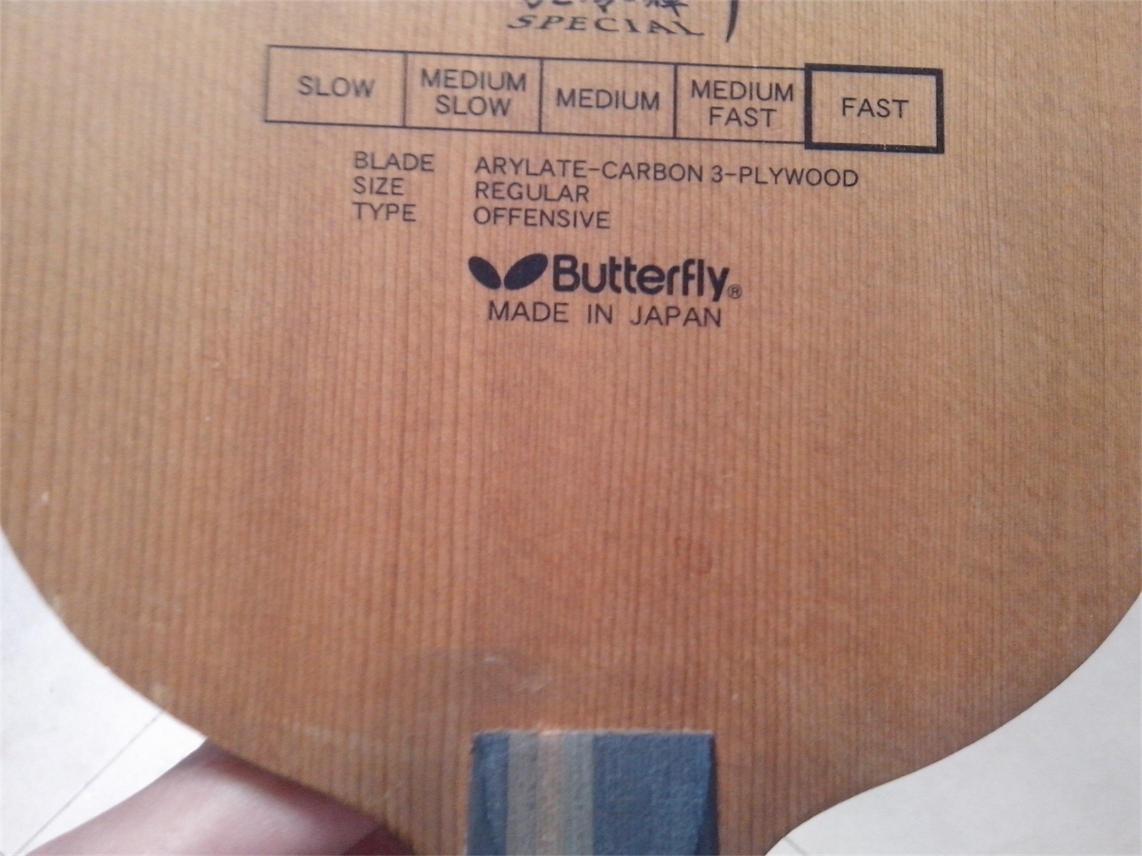 SPECIAL
SLOW
MEDIUM SLOW
MEDIUM
MEDIUM FAST
FAST
BLADE ARYLATE-CARBON 3-PLYWOOD
SIZE REGULAR
TYPE OFFENSIVE
Butterfly®
MADE IN JAPAN